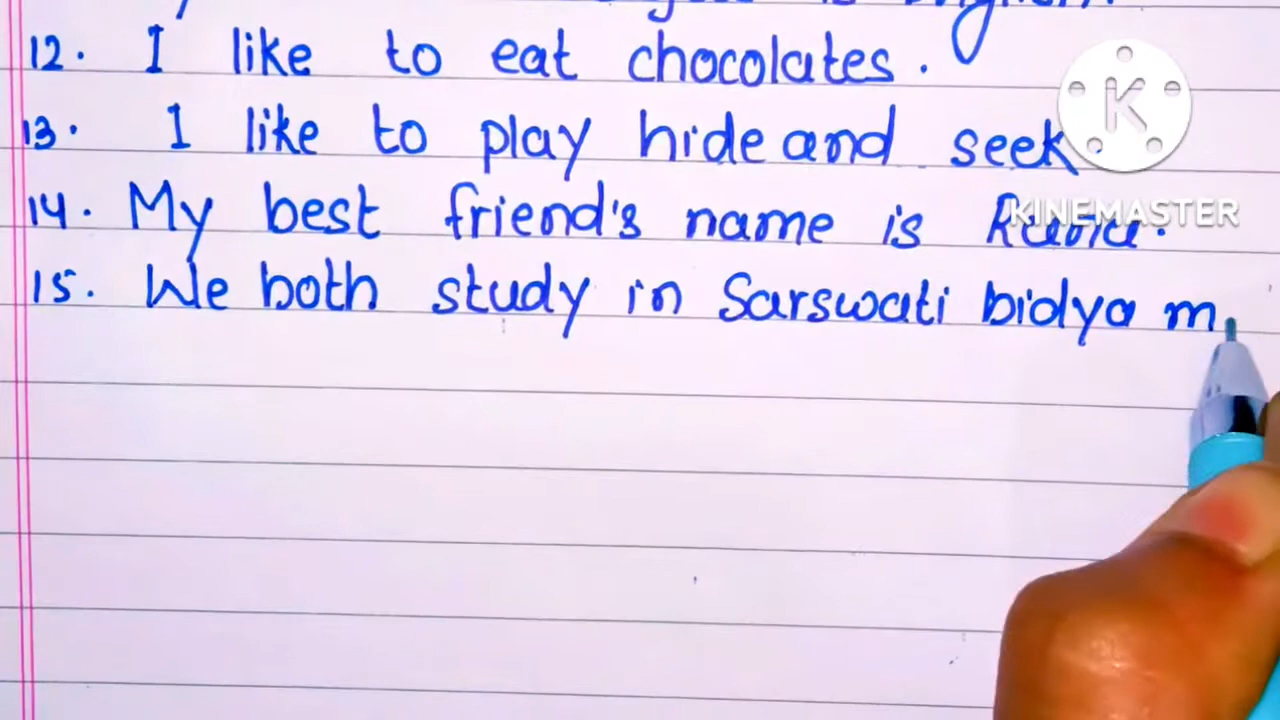 12. I like to eat chocolates.
13. I like to play hide and seek.
14. My best friend's name is
15. We both study in Sarswati bidya m
KINEMASTER